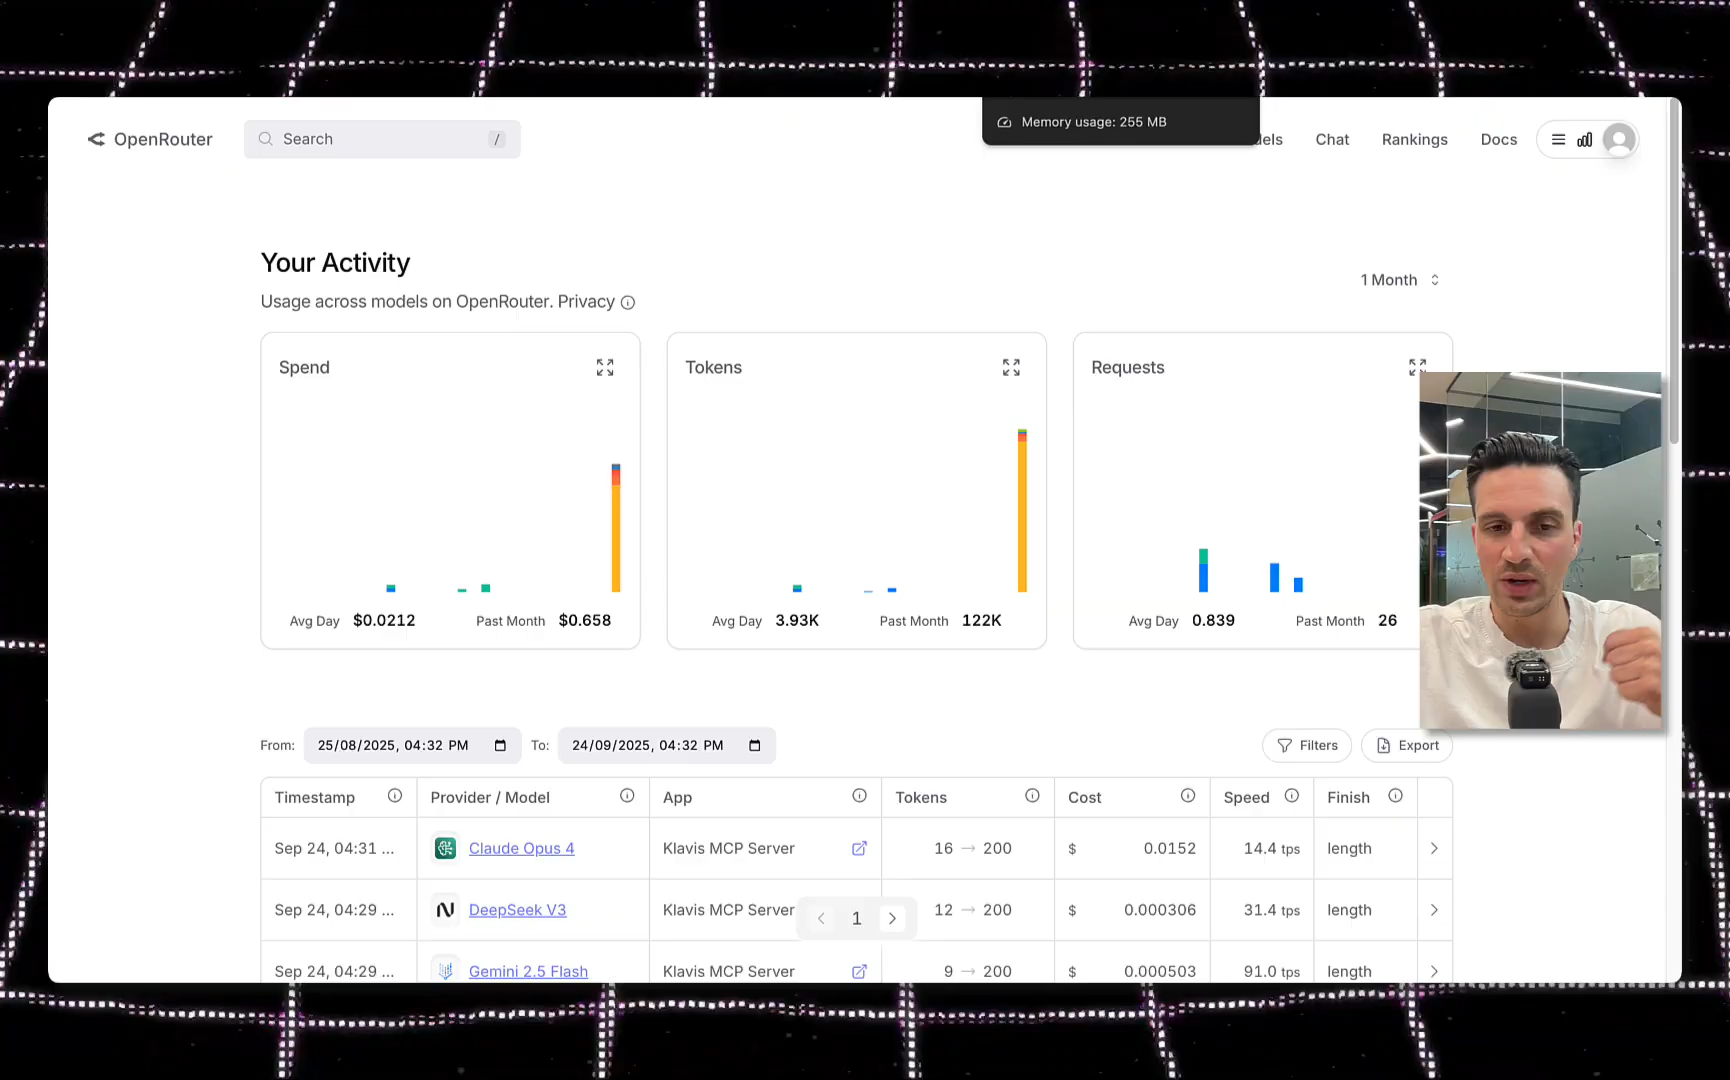 OpenRouter
Search
/
Memory usage: 255 MB
dels
Chat
Rankings
Docs
Your Activity
1 Month
Usage across models on OpenRouter. Privacy
Spend
Avg Day $0.0212 Past Month $0.658
Tokens
Avg Day 3.93K Past Month 122K
Requests
Avg Day 0.839 Past Month 26
From: 25/08/2025, 04:32 PM To: 24/09/2025, 04:32 PM
Filters
Export
Timestamp Provider / Model App Tokens Cost Speed Finish
Sep 24, 04:31 ... Claude Opus 4 Klavis MCP Server 16 → 200 $ 0.0152 14.4 tps length
Sep 24, 04:29 ... DeepSeek V3 Klavis MCP Server 12 → 200 $ 0.000306 31.4 tps length
1
Sep 24, 04:29 ... Gemini 2.5 Flash Klavis MCP Server 9 → 200 $ 0.000503 91.0 tps length